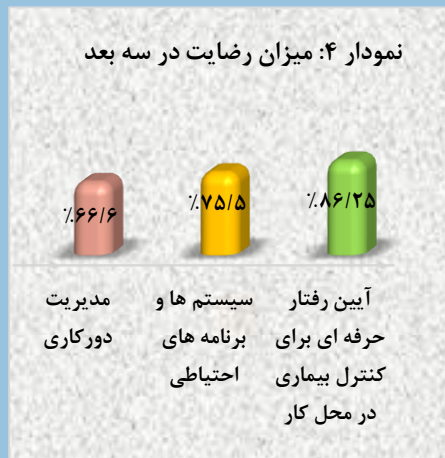 نمودار ۴: میزان رضایت در سه بعد
٪۸۶/۲۵
٪۷۵/۵
٪۶۶/۶
آیین رفتار
حرفه ای برای
کنترل بیماری
در محل کار
سیستم ها و
برنامه های
احتیاطی
مدیریت
دورکاری